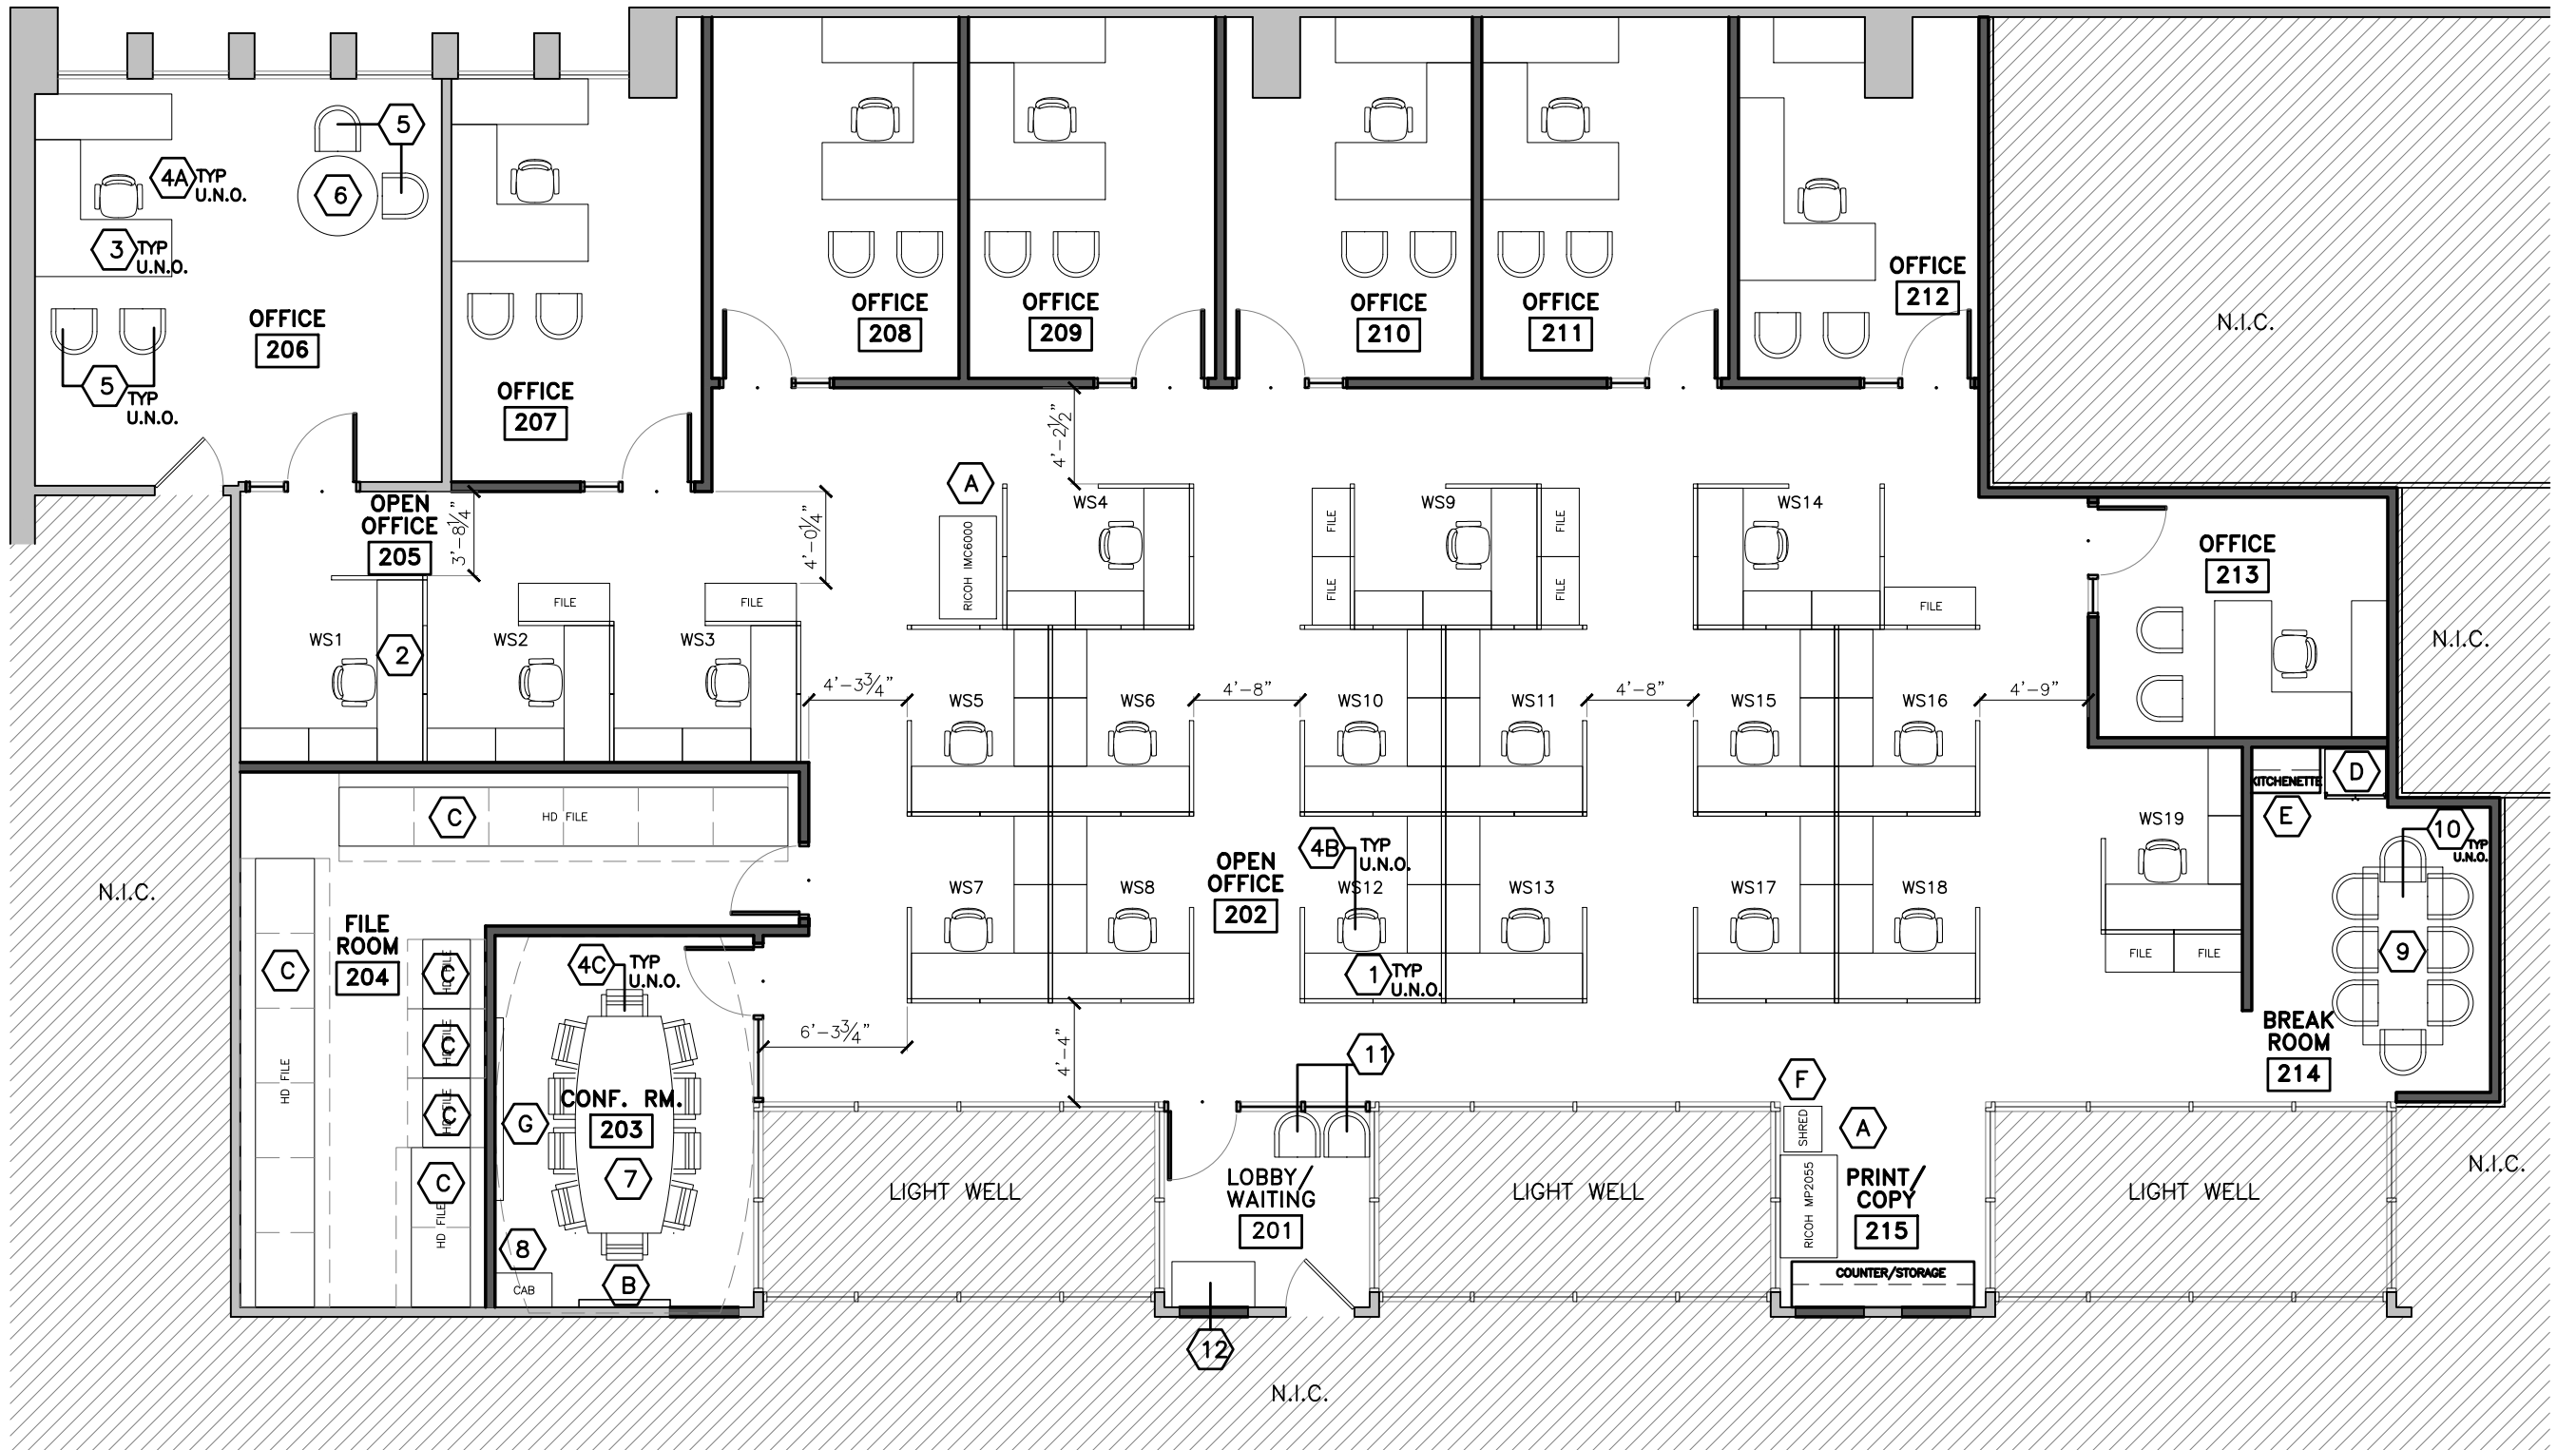 5
4A TYP
U.N.O.
6
3 TYP
U.N.O.
OFFICE
206
5 TYP
U.N.O.
OFFICE
207
OFFICE
208
OFFICE
209
OFFICE
210
OFFICE
211
OFFICE
212
N.I.C.
4'-2½"
A
RICOH IMC6000
WS4
FILE
FILE
WS9
FILE
FILE
WS14
FILE
OPEN
OFFICE
205
3'-8¼"
4'-0¼"
FILE
FILE
WS1
2
WS2
WS3
OFFICE
213
N.I.C.
4'-3¾"
WS5
WS6
4'-8"
WS10
WS11
4'-8"
WS15
WS16
4'-9"
KITCHENETTE
D
E
C
HD FILE
WS19
10
TYP
U.N.O.
4B TYP
U.N.O.
OPEN
OFFICE
202
WS7
WS8
WS12
WS13
WS17
WS18
N.I.C.
FILE
ROOM
204
C
HD FILE
C
HD FILE
C
HD FILE
C
HD FILE
C
HD FILE
4C TYP
U.N.O.
1 TYP
U.N.O.
FILE
FILE
9
6'-3¾"
4'-4"
11
BREAK
ROOM
214
F
SHRED
A
G
CONF. RM.
203
7
LIGHT WELL
LOBBY/
WAITING
201
LIGHT WELL
RICOH MP2055
PRINT/
COPY
215
LIGHT WELL
N.I.C.
8
CAB
B
COUNTER/STORAGE
12
N.I.C.